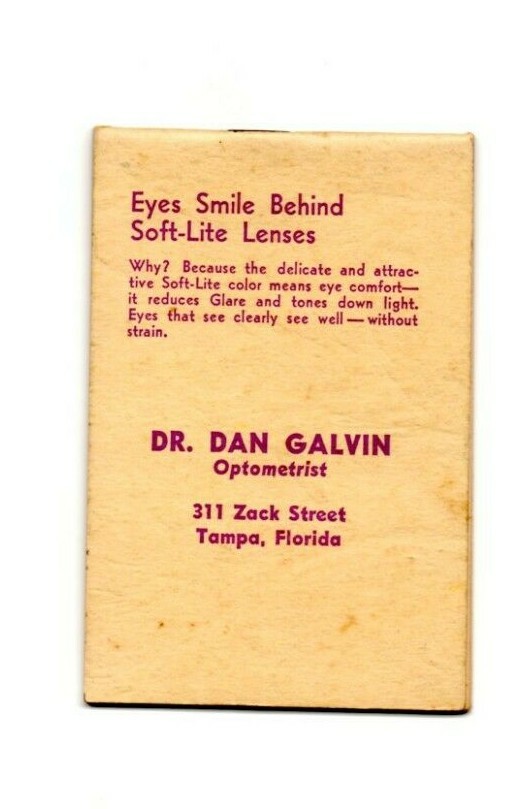 Eyes Smile Behind
Soft-Lite Lenses
Why? Because the delicate and attrac-
tive Soft-Lite color means eye comfort—
it reduces Glare and tones down light.
Eyes that see clearly see well — without
strain.
DR. DAN GALVIN
Optometrist
311 Zack Street
Tampa, Florida